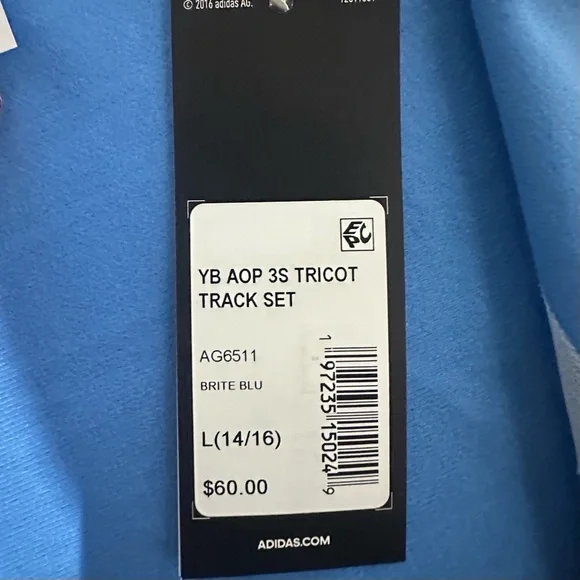 © 2016 adidas AG.
EPC
YB AOP 3S TRICOT
TRACK SET
AG6511
BRITE BLU
L(14/16)
$60.00
1 97235 15024 9
ADIDAS.COM